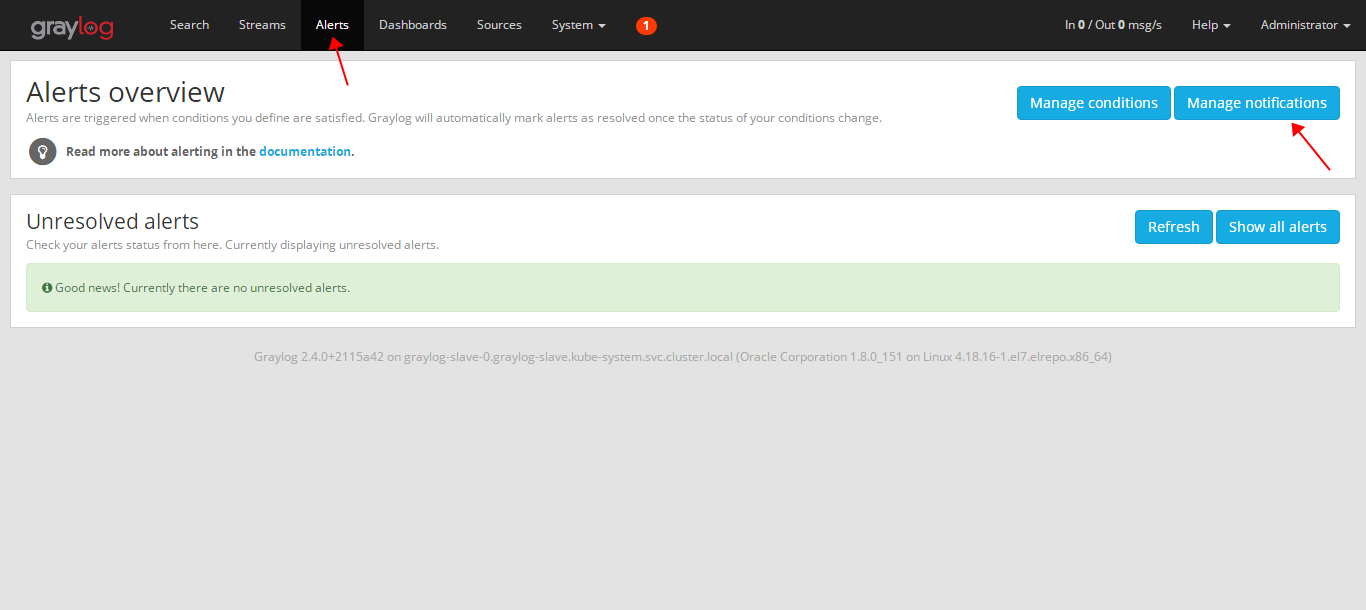 graylog
Search Streams Alerts Dashboards Sources System 1 In 0 / Out 0 msg/s Help Administrator
Alerts overview
Manage conditions Manage notifications
Alerts are triggered when conditions you define are satisfied. Graylog will automatically mark alerts as resolved once the status of your conditions change.
Read more about alerting in the documentation.
Unresolved alerts
Refresh Show all alerts
Check your alerts status from here. Currently displaying unresolved alerts.
Good news! Currently there are no unresolved alerts.
Graylog 2.4.0+2115a42 on graylog-slave-0.graylog-slave.kube-system.svc.cluster.local (Oracle Corporation 1.8.0_151 on Linux 4.18.16-1.el7.elrepo.x86_64)